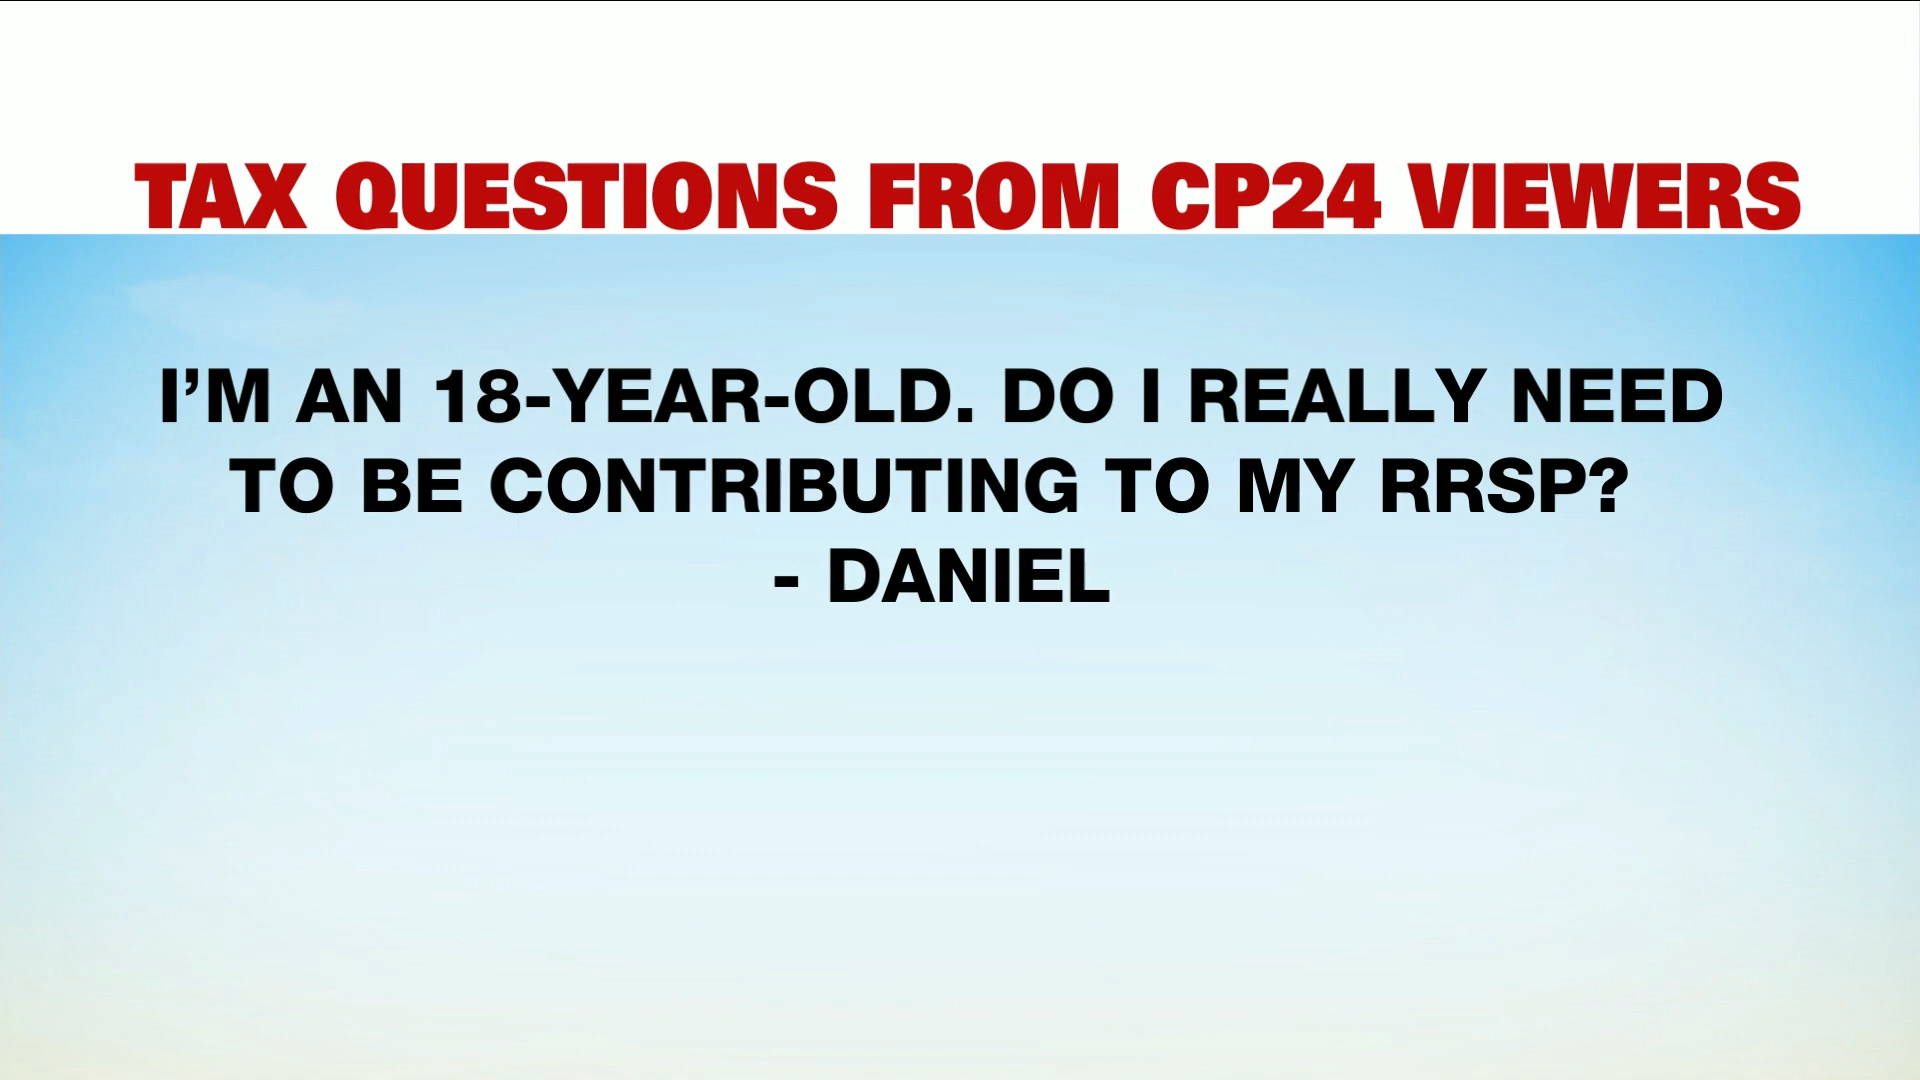 TAX QUESTIONS FROM CP24 VIEWERS
I’M AN 18-YEAR-OLD. DO I REALLY NEED
TO BE CONTRIBUTING TO MY RRSP?
- DANIEL